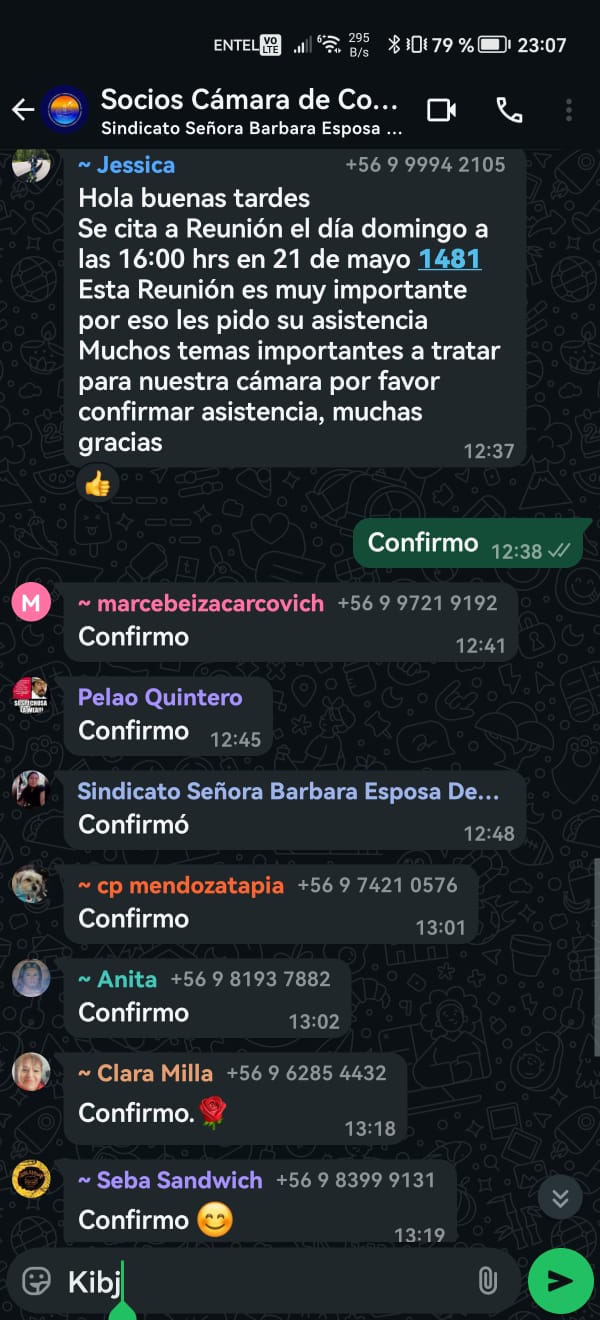 ENTEL VO LTE 6 295 B/s 79 % 23:07
Socios Cámara de Co...
Sindicato Señora Barbara Esposa ...
~ Jessica +56 9 9994 2105
Hola buenas tardes
Se cita a Reunión el día domingo a
las 16:00 hrs en 21 de mayo 1481
Esta Reunión es muy importante
por eso les pido su asistencia
Muchos temas importantes a tratar
para nuestra cámara por favor
confirmar asistencia, muchas
gracias
12:37
👍
Confirmo 12:38
M
~ marcebeizacarcovich +56 9 9721 9192
Confirmo
12:41
Pelao Quintero
Confirmo 12:45
Sindicato Señora Barbara Esposa De...
Confirmó
12:48
~ cp mendozatapia +56 9 7421 0576
Confirmo
13:01
~ Anita +56 9 8193 7882
Confirmo
13:02
~ Clara Milla +56 9 6285 4432
Confirmo.🌹
13:18
~ Seba Sandwich +56 9 8399 9131
Confirmo 😊
13:19
Kibj